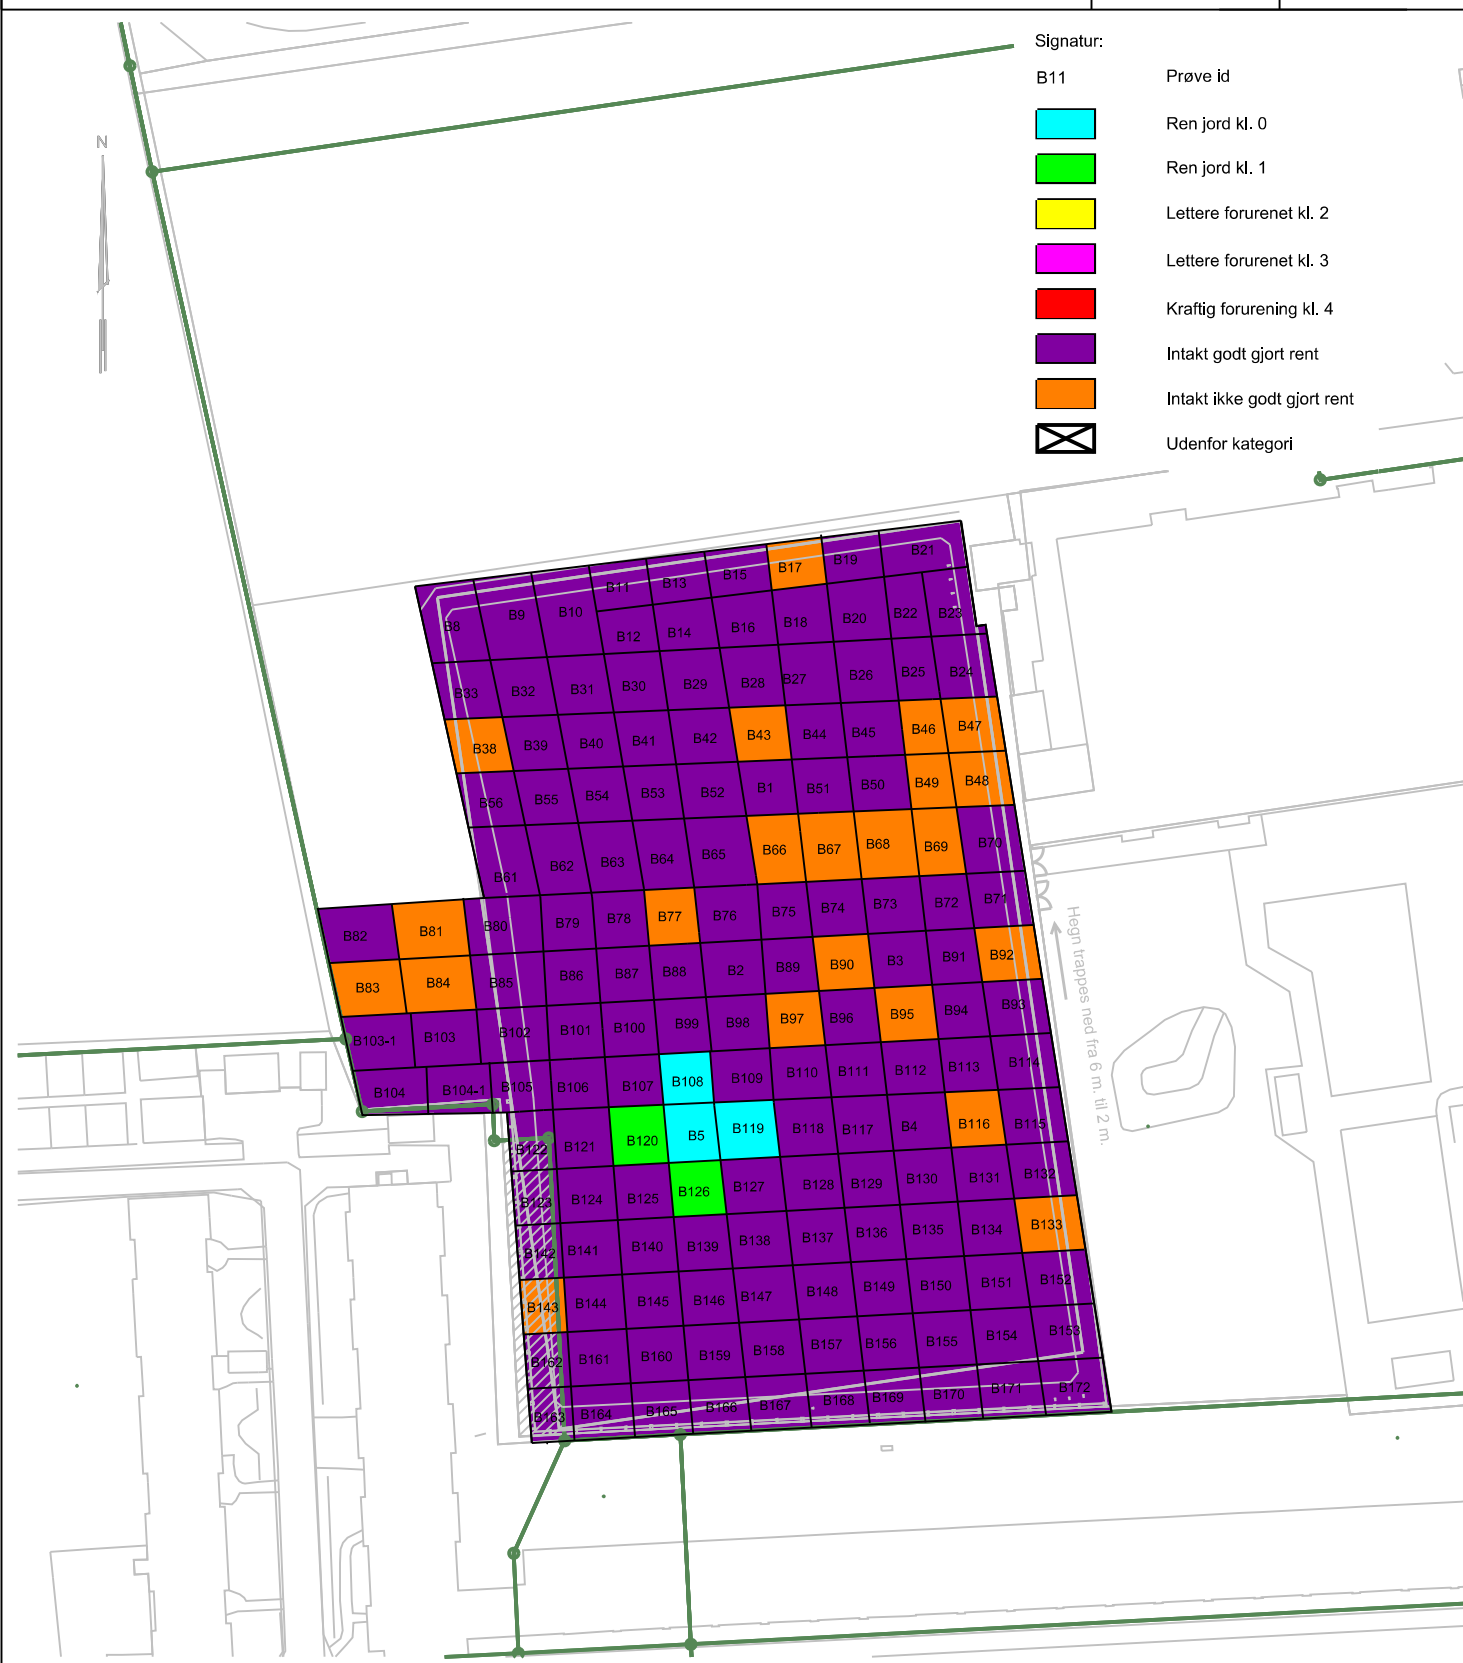 Signatur:
B11 Prøve id
Ren jord kl. 0
Ren jord kl. 1
Lettere forurenet kl. 2
Lettere forurenet kl. 3
Kraftig forurening kl. 4
Intakt godt gjort rent
Intakt ikke godt gjort rent
Udenfor kategori
N
B8 B9 B10 B11 B13 B15 B17 B19 B21
B12 B14 B16 B18 B20 B22 B23
B33 B32 B31 B30 B29 B28 B27 B26 B25 B24
B38 B39 B40 B41 B42 B43 B44 B45 B46 B47
B56 B55 B54 B53 B52 B1 B51 B50 B49 B48
B61 B62 B63 B64 B65 B66 B67 B68 B69 B70
B82 B81 B80 B79 B78 B77 B76 B75 B74 B73 B72 B71
B83 B84 B85 B86 B87 B88 B2 B89 B90 B3 B91 B92
B103-1 B103 B102 B101 B100 B99 B98 B97 B96 B95 B94 B93
B104 B104-1 B105 B106 B107 B108 B109 B110 B111 B112 B113 B114
B122 B121 B120 B5 B119 B118 B117 B4 B116 B115
B123 B124 B125 B126 B127 B128 B129 B130 B131 B132
B142 B141 B140 B139 B138 B137 B136 B135 B134 B133
B143 B144 B145 B146 B147 B148 B149 B150 B151 B152
B162 B161 B160 B159 B158 B157 B156 B155 B154 B153
B163 B164 B165 B166 B167 B168 B169 B170 B171 B172
Hegn trappes ned fra 6 m. til 2 m.